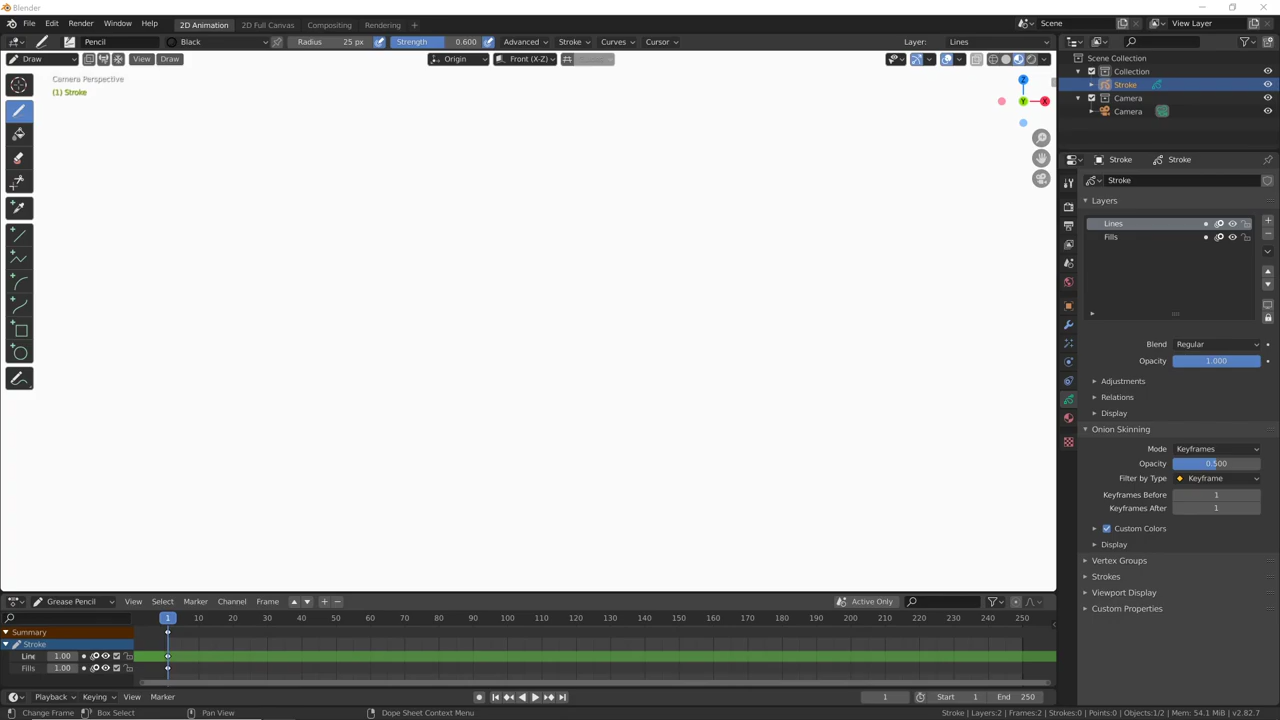 Blender
File Edit Render Window Help 2D Animation 2D Full Canvas Compositing Rendering + Scene View Layer
Pencil Black Radius 25 px Strength 0.600 Advanced Stroke Curves Cursor Layer: Lines
Draw View Draw Origin Front (X-Z)
Camera Perspective
(1) Stroke
Z
Y X
Scene Collection
Collection
Stroke
Camera
Camera
Stroke Stroke
Stroke
Layers
Lines
Fills
Blend Regular
Opacity 1.000
Adjustments
Relations
Display
Onion Skinning
Mode Keyframes
Opacity 0.500
Filter by Type Keyframe
Keyframes Before 1
Keyframes After 1
Custom Colors
Display
Vertex Groups
Strokes
Viewport Display
Custom Properties
Grease Pencil View Select Marker Channel Frame Active Only
1 10 20 30 40 50 60 70 80 90 100 110 120 130 140 150 160 170 180 190 200 210 220 230 240 250
Summary
Stroke
Line 1.00
Fills 1.00
Playback Keying View Marker 1 Start 1 End 250
Change Frame Box Select Pan View Dope Sheet Context Menu Stroke | Layers:2 | Frames:2 | Strokes:0 | Points:0 | Objects:1/2 | Mem: 54.1 MiB | v2.82.7